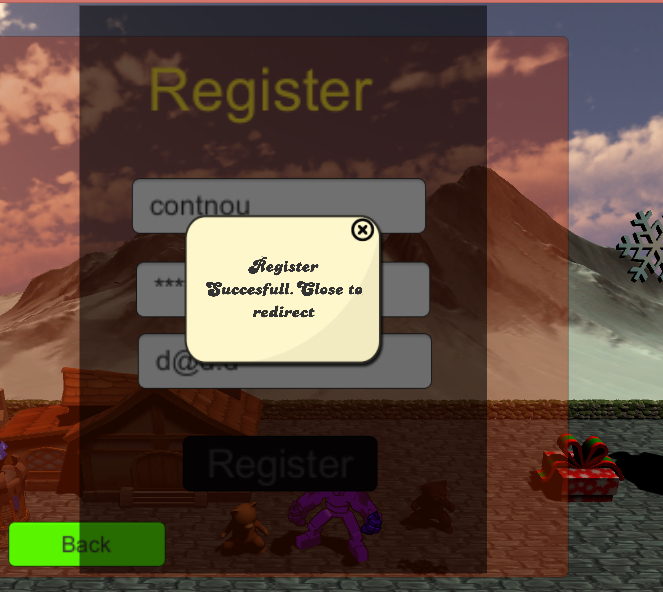 Register
contnou
***
Register
Succesfull. Close to
redirect
Register
Back